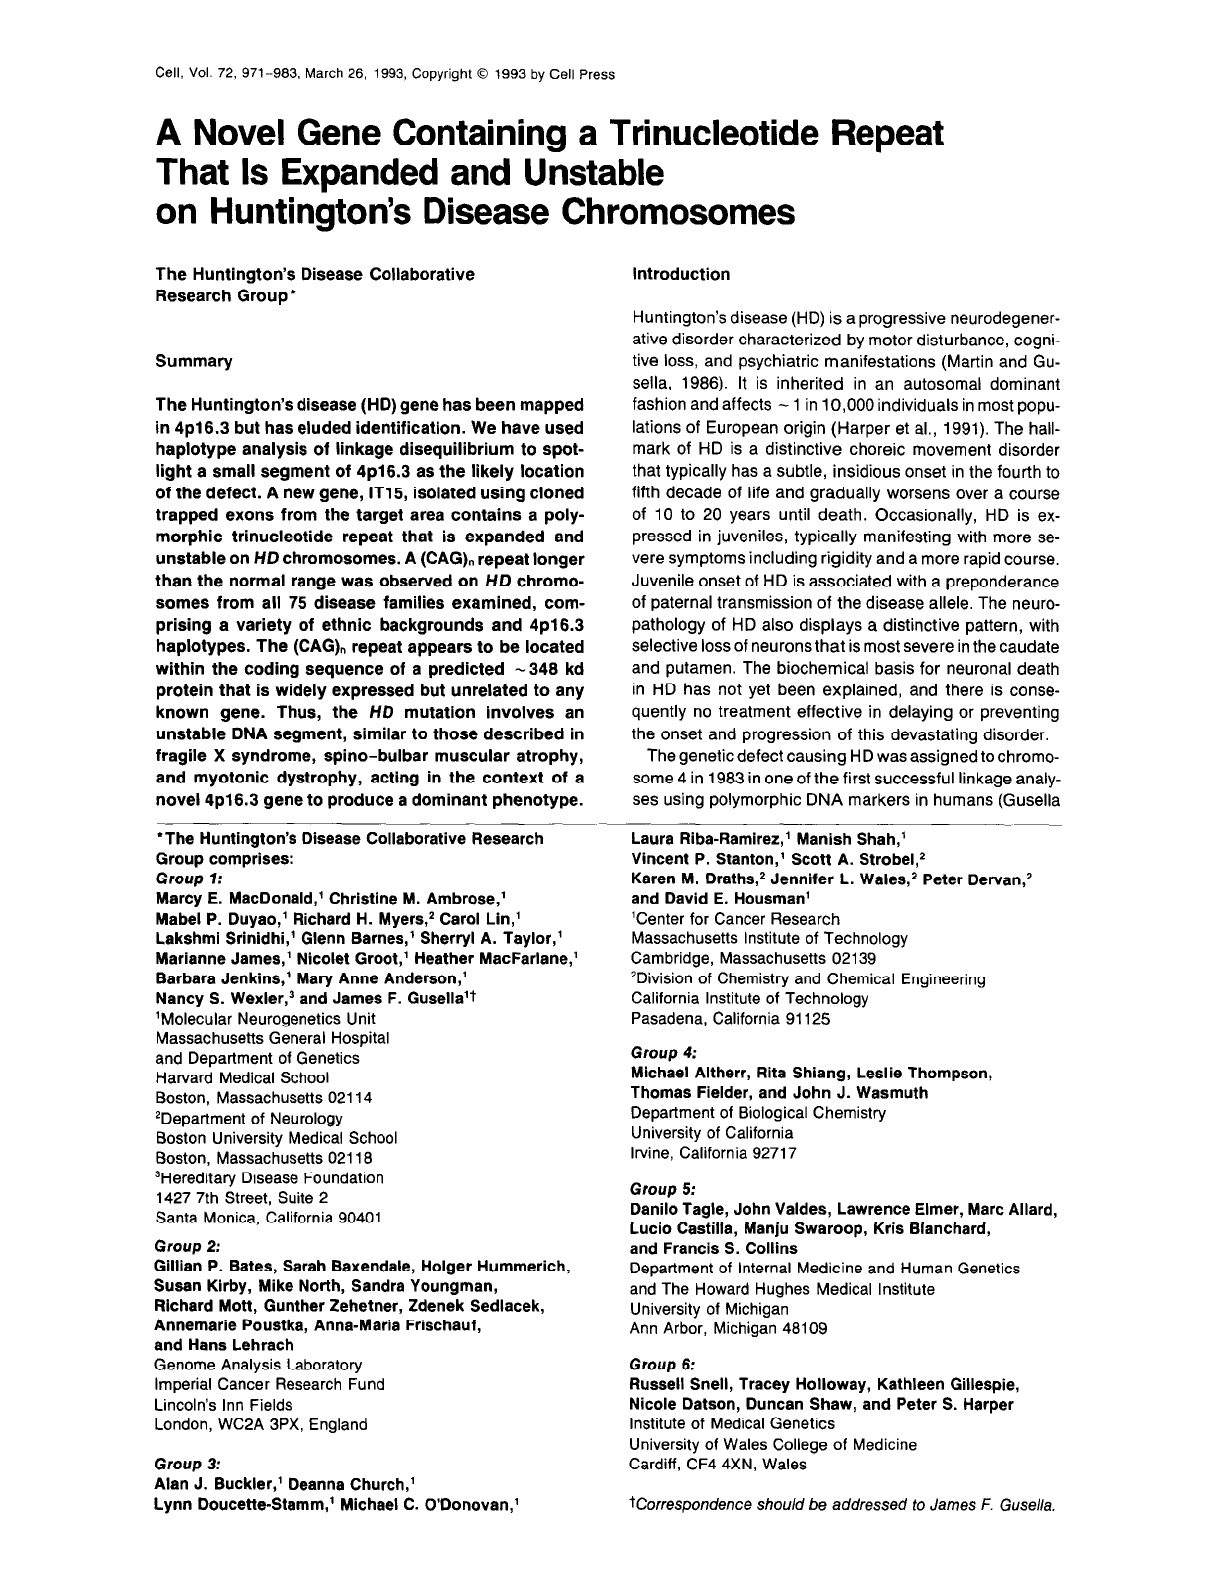 Cell, Vol. 72, 971-983, March 26, 1993, Copyright © 1993 by Cell Press
A Novel Gene Containing a Trinucleotide Repeat
That Is Expanded and Unstable
on Huntington's Disease Chromosomes
The Huntington's Disease Collaborative
Research Group*
Summary
The Huntington's disease (HD) gene has been mapped
in 4p16.3 but has eluded identification. We have used
haplotype analysis of linkage disequilibrium to spot-
light a small segment of 4p16.3 as the likely location
of the defect. A new gene, IT15, isolated using cloned
trapped exons from the target area contains a poly-
morphic trinucleotide repeat that is expanded and
unstable on HD chromosomes. A (CAG)n repeat longer
than the normal range was observed on HD chromo-
somes from all 75 disease families examined, com-
prising a variety of ethnic backgrounds and 4p16.3
haplotypes. The (CAG)n repeat appears to be located
within the coding sequence of a predicted ~348 kd
protein that is widely expressed but unrelated to any
known gene. Thus, the HD mutation involves an
unstable DNA segment, similar to those described in
fragile X syndrome, spino-bulbar muscular atrophy,
and myotonic dystrophy, acting in the context of a
novel 4p16.3 gene to produce a dominant phenotype.
Introduction
Huntington's disease (HD) is a progressive neurodegener-
ative disorder characterized by motor disturbance, cogni-
tive loss, and psychiatric manifestations (Martin and Gu-
sella, 1986). It is inherited in an autosomal dominant
fashion and affects ~1 in 10,000 individuals in most popu-
lations of European origin (Harper et al., 1991). The hall-
mark of HD is a distinctive choreic movement disorder
that typically has a subtle, insidious onset in the fourth to
fifth decade of life and gradually worsens over a course
of 10 to 20 years until death. Occasionally, HD is ex-
pressed in juveniles, typically manifesting with more se-
vere symptoms including rigidity and a more rapid course.
Juvenile onset of HD is associated with a preponderance
of paternal transmission of the disease allele. The neuro-
pathology of HD also displays a distinctive pattern, with
selective loss of neurons that is most severe in the caudate
and putamen. The biochemical basis for neuronal death
in HD has not yet been explained, and there is conse-
quently no treatment effective in delaying or preventing
the onset and progression of this devastating disorder.
The genetic defect causing HD was assigned to chromo-
some 4 in 1983 in one of the first successful linkage analy-
ses using polymorphic DNA markers in humans (Gusella
*The Huntington's Disease Collaborative Research
Group comprises:
Group 1:
Marcy E. MacDonald,¹ Christine M. Ambrose,¹
Mabel P. Duyao,¹ Richard H. Myers,² Carol Lin,¹
Lakshmi Srinidhi,¹ Glenn Barnes,¹ Sherryl A. Taylor,¹
Marianne James,¹ Nicolet Groot,¹ Heather MacFarlane,¹
Barbara Jenkins,¹ Mary Anne Anderson,¹
Nancy S. Wexler,³ and James F. Gusella¹†
¹Molecular Neurogenetics Unit
Massachusetts General Hospital
and Department of Genetics
Harvard Medical School
Boston, Massachusetts 02114
²Department of Neurology
Boston University Medical School
Boston, Massachusetts 02118
³Hereditary Disease Foundation
1427 7th Street, Suite 2
Santa Monica, California 90401
Group 2:
Gillian P. Bates, Sarah Baxendale, Holger Hummerich,
Susan Kirby, Mike North, Sandra Youngman,
Richard Mott, Gunther Zehetner, Zdenek Sedlacek,
Annemarie Poustka, Anna-Maria Frischauf,
and Hans Lehrach
Genome Analysis Laboratory
Imperial Cancer Research Fund
Lincoln's Inn Fields
London, WC2A 3PX, England
Group 3:
Alan J. Buckler,¹ Deanna Church,¹
Lynn Doucette-Stamm,¹ Michael C. O'Donovan,¹
Laura Riba-Ramirez,¹ Manish Shah,¹
Vincent P. Stanton,¹ Scott A. Strobel,²
Karen M. Draths,² Jennifer L. Wales,² Peter Dervan,²
and David E. Housman¹
¹Center for Cancer Research
Massachusetts Institute of Technology
Cambridge, Massachusetts 02139
²Division of Chemistry and Chemical Engineering
California Institute of Technology
Pasadena, California 91125
Group 4:
Michael Altherr, Rita Shiang, Leslie Thompson,
Thomas Fielder, and John J. Wasmuth
Department of Biological Chemistry
University of California
Irvine, California 92717
Group 5:
Danilo Tagle, John Valdes, Lawrence Elmer, Marc Allard,
Lucio Castilla, Manju Swaroop, Kris Blanchard,
and Francis S. Collins
Department of Internal Medicine and Human Genetics
and The Howard Hughes Medical Institute
University of Michigan
Ann Arbor, Michigan 48109
Group 6:
Russell Snell, Tracey Holloway, Kathleen Gillespie,
Nicole Datson, Duncan Shaw, and Peter S. Harper
Institute of Medical Genetics
University of Wales College of Medicine
Cardiff, CF4 4XN, Wales
†Correspondence should be addressed to James F. Gusella.